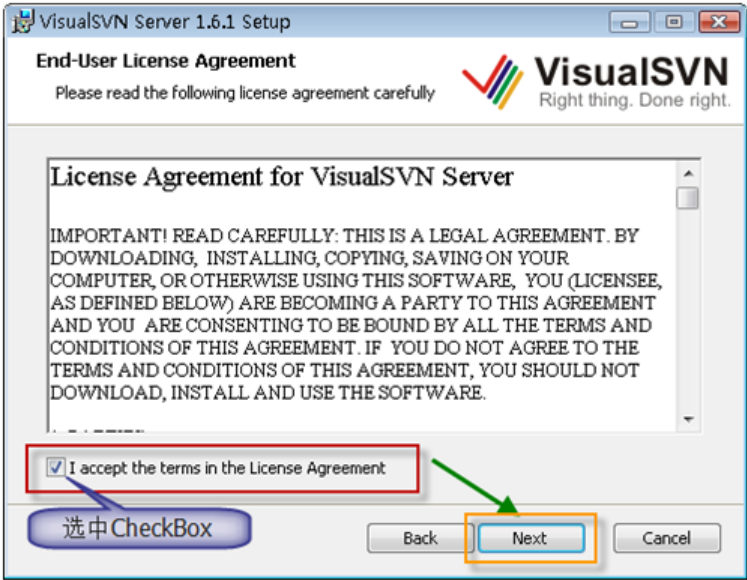 VisualSVN Server 1.6.1 Setup
End-User License Agreement
Please read the following license agreement carefully
VisualSVN
Right thing. Done right.
License Agreement for VisualSVN Server
IMPORTANT! READ CAREFULLY: THIS IS A LEGAL AGREEMENT. BY
DOWNLOADING, INSTALLING, COPYING, SAVING ON YOUR
COMPUTER, OR OTHERWISE USING THIS SOFTWARE, YOU (LICENSEE,
AS DEFINED BELOW) ARE BECOMING A PARTY TO THIS AGREEMENT
AND YOU ARE CONSENTING TO BE BOUND BY ALL THE TERMS AND
CONDITIONS OF THIS AGREEMENT. IF YOU DO NOT AGREE TO THE
TERMS AND CONDITIONS OF THIS AGREEMENT, YOU SHOULD NOT
DOWNLOAD, INSTALL AND USE THE SOFTWARE.
I accept the terms in the License Agreement
选中CheckBox
Back
Next
Cancel